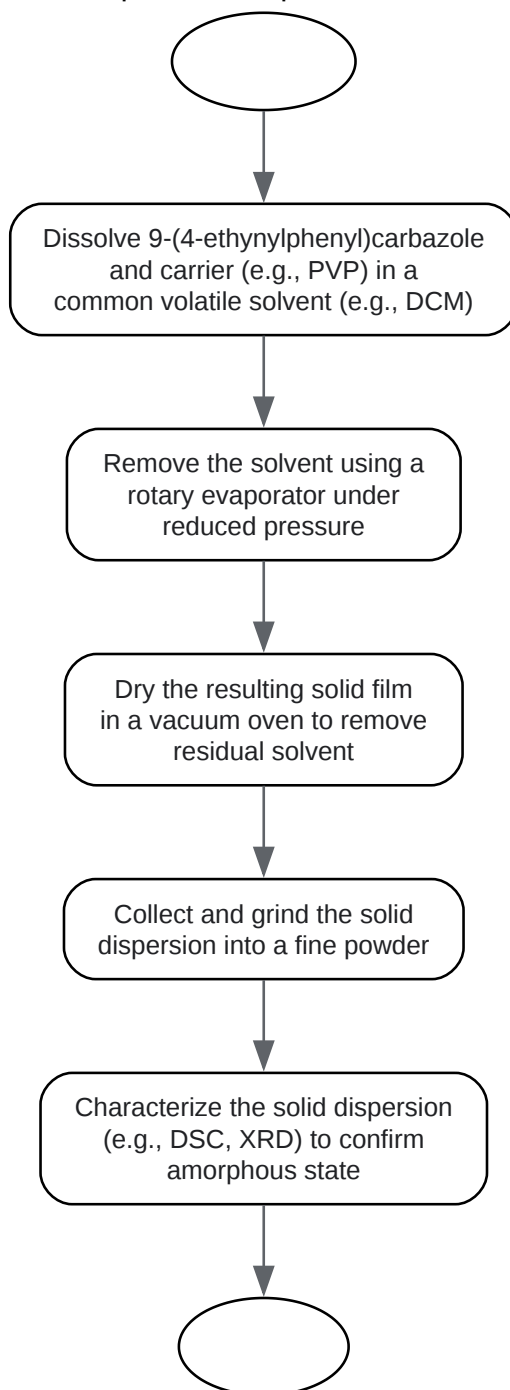 Dissolve 9-(4-ethynylphenyl)carbazole
and carrier (e.g., PVP) in a
common volatile solvent (e.g., DCM)
Remove the solvent using a
rotary evaporator under
reduced pressure
Dry the resulting solid film
in a vacuum oven to remove
residual solvent
Collect and grind the solid
dispersion into a fine powder
Characterize the solid dispersion
(e.g., DSC, XRD) to confirm
amorphous state